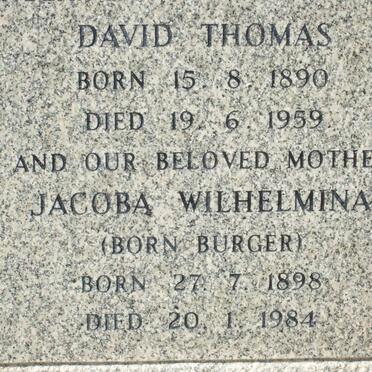 DAVID THOMAS
BORN 15. 8. 1890
DIED 19. 6. 1959
AND OUR BELOVED MOTHE
JACOBA WILHELMINA
(BORN BURGER)
BORN 27. 7. 1898
DIED 20. 1. 1984